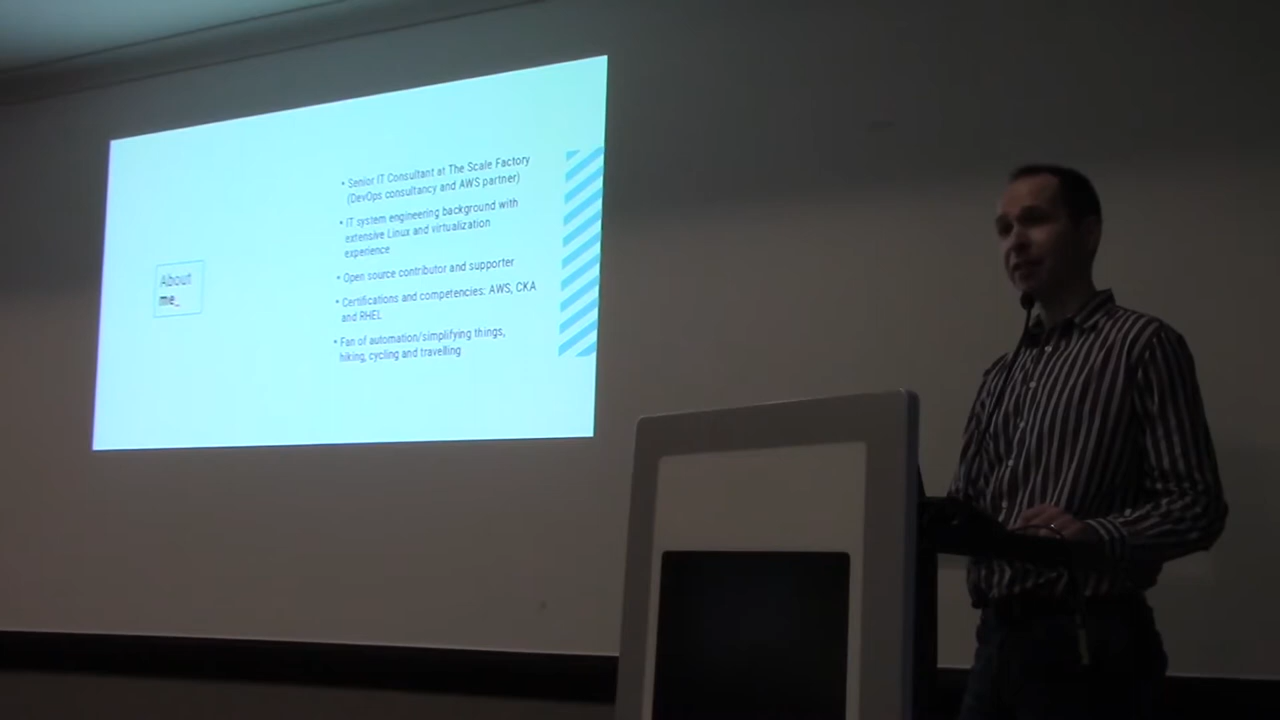 About
me_
• Senior IT Consultant at The Scale Factory
(DevOps consultancy and AWS partner)
• IT system engineering background with
extensive Linux and virtualization
experience
• Open source contributor and supporter
• Certifications and competencies: AWS, CKA
and RHEL
• Fan of automation/simplifying things,
hiking, cycling and travelling